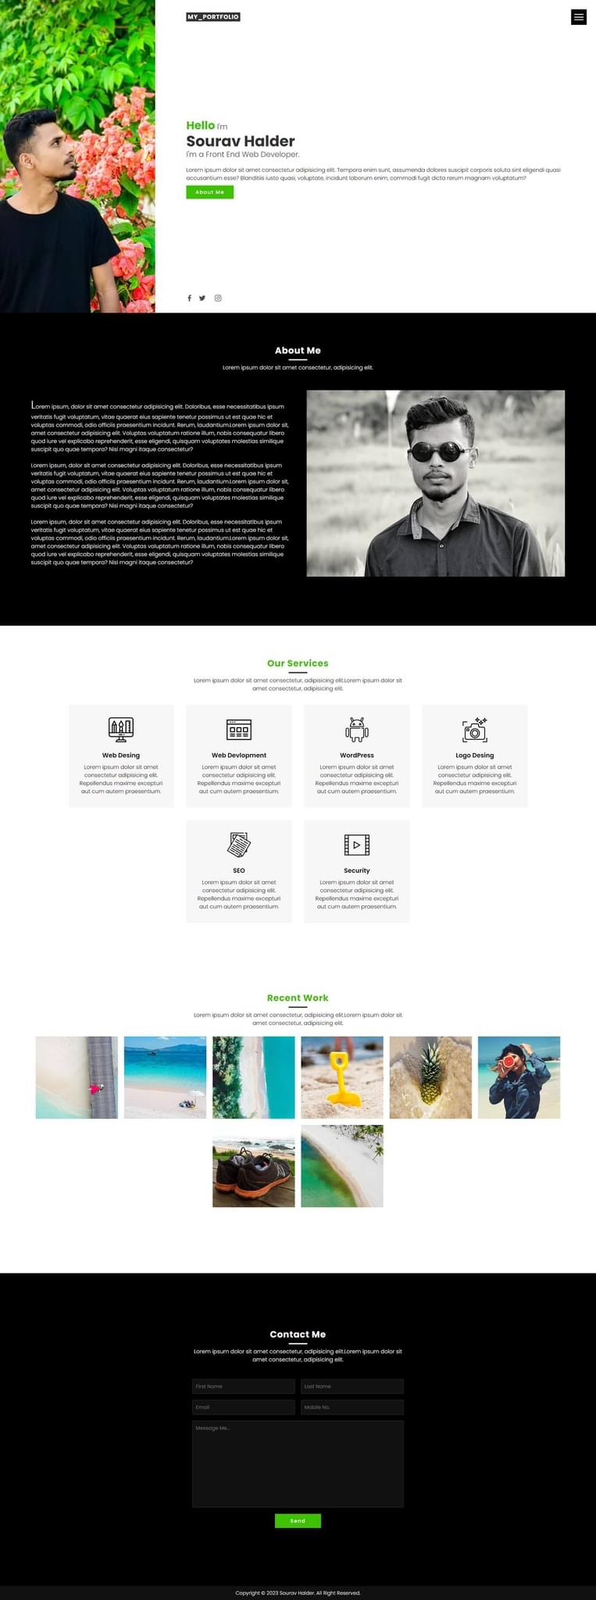 MY_PORTFOLIO
Hello I'm
Sourav Halder
I'm a Front End Web Developer.
Lorem ipsum dolor sit amet consectetur adipisicing elit. Tempora enim sunt, assumenda dolores suscipit corporis soluta sint eligendi quasi
accusantium esse? Blanditiis iusto quasi, voluptate, incidunt laborum enim, commodi fugit dicta rerum magnam voluptatum?
About Me
About Me
Lorem ipsum dolor sit amet consectetur, adipisicing elit.
Lorem ipsum, dolor sit amet consectetur adipisicing elit. Doloribus, esse necessitatibus ipsum
veritatis fugit voluptatum, vitae quaerat eius sapiente tenetur possimus ut est quae hic et
voluptas commodi, odio officiis praesentium incidunt. Rerum, laudantium.Lorem ipsum dolor sit,
amet consectetur adipisicing elit. Voluptas voluptatum ratione illum, nobis consequatur libero
quod iure vel explicabo reprehenderit, esse eligendi, quisquam voluptates molestias similique
suscipit quo quae tempora? Nisi magni itaque consectetur?
Lorem ipsum, dolor sit amet consectetur adipisicing elit. Doloribus, esse necessitatibus ipsum
veritatis fugit voluptatum, vitae quaerat eius sapiente tenetur possimus ut est quae hic et
voluptas commodi, odio officiis praesentium incidunt. Rerum, laudantium.Lorem ipsum dolor sit,
amet consectetur adipisicing elit. Voluptas voluptatum ratione illum, nobis consequatur libero
quod iure vel explicabo reprehenderit, esse eligendi, quisquam voluptates molestias similique
suscipit quo quae tempora? Nisi magni itaque consectetur?
Lorem ipsum, dolor sit amet consectetur adipisicing elit. Doloribus, esse necessitatibus ipsum
veritatis fugit voluptatum, vitae quaerat eius sapiente tenetur possimus ut est quae hic et
voluptas commodi, odio officiis praesentium incidunt. Rerum, laudantium.Lorem ipsum dolor sit,
amet consectetur adipisicing elit. Voluptas voluptatum ratione illum, nobis consequatur libero
quod iure vel explicabo reprehenderit, esse eligendi, quisquam voluptates molestias similique
suscipit quo quae tempora? Nisi magni itaque consectetur?
Our Services
Lorem ipsum dolor sit amet consectetur, adipisicing elit.Lorem ipsum dolor sit
amet consectetur, adipisicing elit.
Web Desing
Lorem ipsum dolor sit amet
consectetur adipisicing elit.
Repellendus maxime excepturi
aut cum autem praesentium.
Web Devlopment
Lorem ipsum dolor sit amet
consectetur adipisicing elit.
Repellendus maxime excepturi
aut cum autem praesentium.
WordPress
Lorem ipsum dolor sit amet
consectetur adipisicing elit.
Repellendus maxime excepturi
aut cum autem praesentium.
Logo Desing
Lorem ipsum dolor sit amet
consectetur adipisicing elit.
Repellendus maxime excepturi
aut cum autem praesentium.
SEO
Lorem ipsum dolor sit amet
consectetur adipisicing elit.
Repellendus maxime excepturi
aut cum autem praesentium.
Security
Lorem ipsum dolor sit amet
consectetur adipisicing elit.
Repellendus maxime excepturi
aut cum autem praesentium.
Recent Work
Lorem ipsum dolor sit amet consectetur, adipisicing elit.Lorem ipsum dolor sit
amet consectetur, adipisicing elit.
Contact Me
Lorem ipsum dolor sit amet consectetur, adipisicing elit.Lorem ipsum dolor sit
amet consectetur, adipisicing elit.
First Name
Last Name
Email
Mobile No.
Message Me...
Send
Copyright © 2023 Sourav Halder. All Right Reserved.